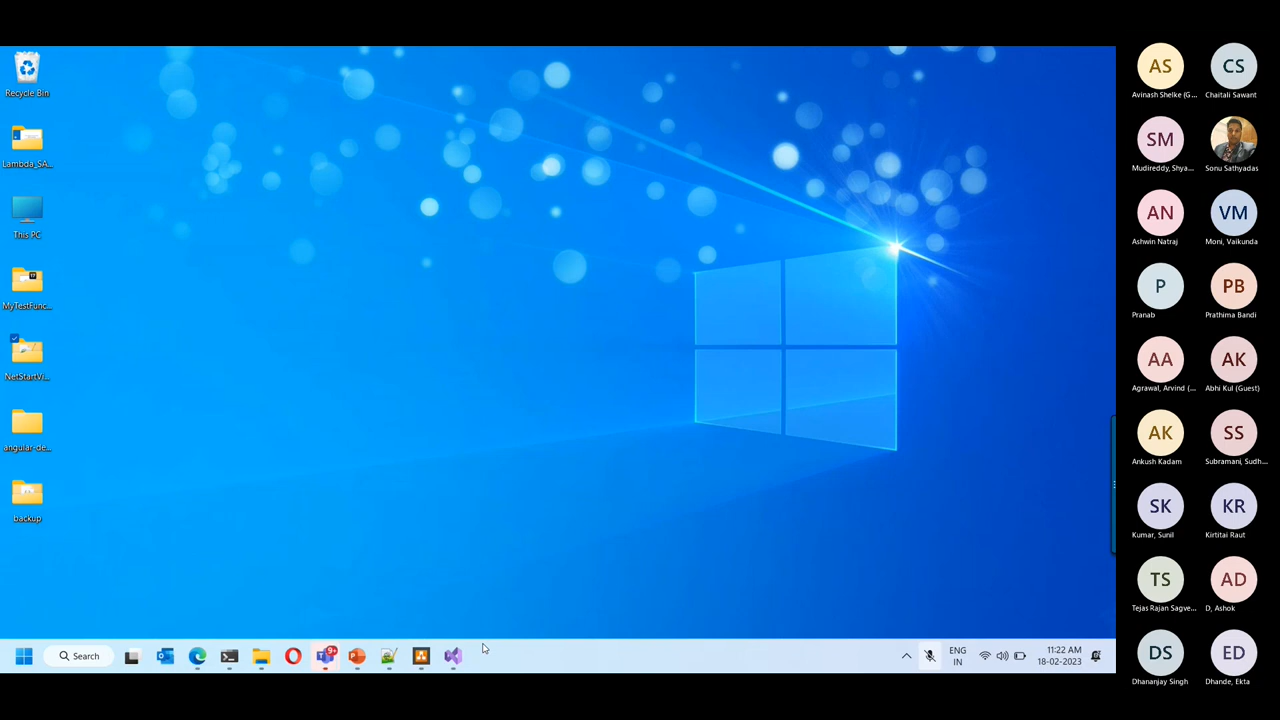 Recycle Bin
Lambda_SA...
This PC
MyTestFunc...
NetStartVi...
angular-de...
backup
Search
9+
ENG
IN
11:22 AM
18-02-2023
AS
CS
Avinash Shelke (G...
Chaitali Sawant
SM
Mudireddy, Shya...
Sonu Sathyadas
AN
VM
Ashwin Natraj
Moni, Vaikunda
P
PB
Pranab
Prathima Bandi
AA
AK
Agrawal, Arvind (...
Abhi Kul (Guest)
AK
SS
Ankush Kadam
Subramani, Sudh...
SK
KR
Kumar, Sunil
Kirtitai Raut
TS
AD
Tejas Rajan Sagve...
D, Ashok
DS
ED
Dhananjay Singh
Dhande, Ekta